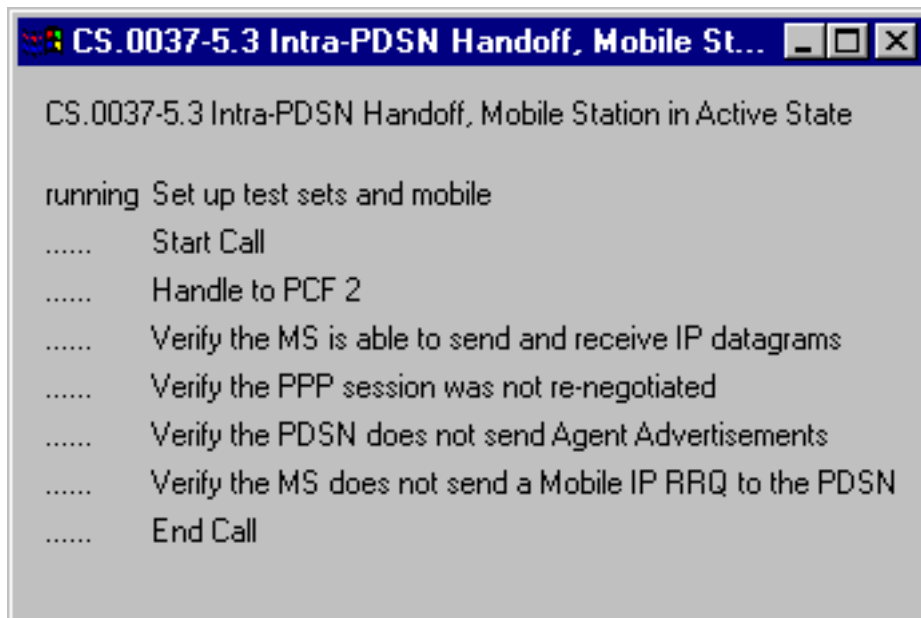 CS.0037-5.3 Intra-PDSN Handoff, Mobile St...
CS.0037-5.3 Intra-PDSN Handoff, Mobile Station in Active State
running Set up test sets and mobile
...... Start Call
...... Handle to PCF 2
...... Verify the MS is able to send and receive IP datagrams
...... Verify the PPP session was not re-negotiated
...... Verify the PDSN does not send Agent Advertisements
...... Verify the MS does not send a Mobile IP RRQ to the PDSN
...... End Call